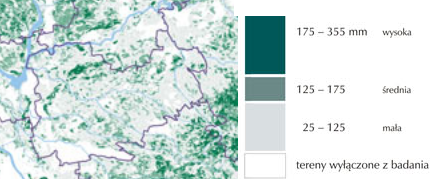 175 – 355 mm wysoka
125 – 175 średnia
25 – 125 mała
tereny wyłączone z badania